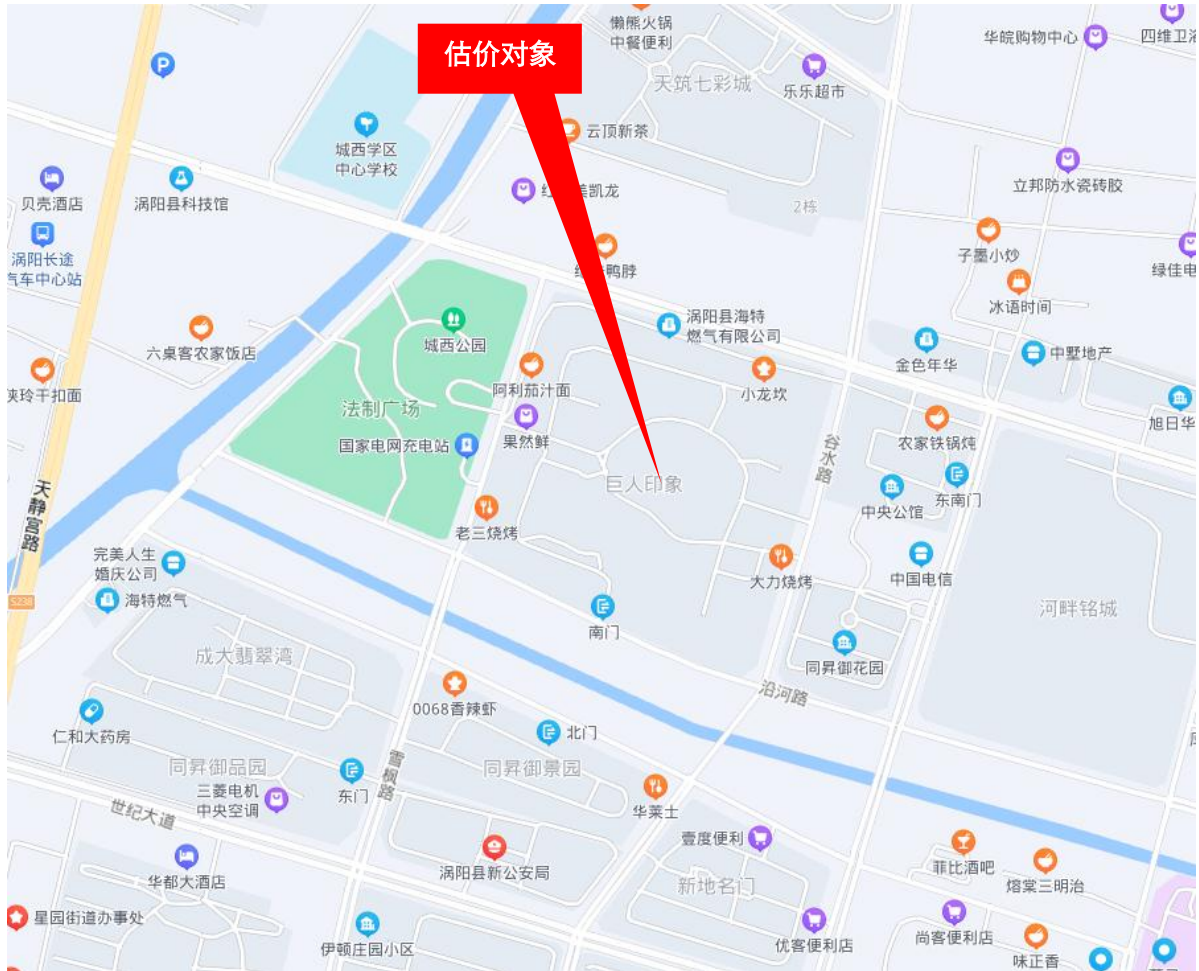 懒熊火锅
中餐便利
华皖购物中心
四维卫浴
估价对象
P
天筑七彩城
乐乐超市
云顶新茶
城西学区
中心学校
立邦防水瓷砖胶
贝壳酒店
涡阳县科技馆
美凯龙
2栋
涡阳长途
汽车中心站
子墨小炒
鸭脖
绿佳电
冰语时间
涡阳县海特
燃气有限公司
城西公园
六桌客农家饭店
金色年华
中墅地产
阿利茄汁面
小龙坎
侠玲干扣面
法制广场
果然鲜
旭日华
农家铁锅炖
国家电网充电站
谷水路
巨人印象
东南门
中央公馆
天静宫路
老三烧烤
完美人生
婚庆公司
大力烧烤
中国电信
S238
海特燃气
南门
河畔铭城
成大翡翠湾
同昇御花园
沿河路
0068香辣虾
仁和大药房
北门
雪枫路
同昇御品园
同昇御景园
三菱电机
中央空调
东门
华莱士
世纪大道
壹度便利
涡阳县新公安局
菲比酒吧
华都大酒店
新地名门
熔棠三明治
星园街道办事处
伊顿庄园小区
优客便利店
尚客便利店
味正香